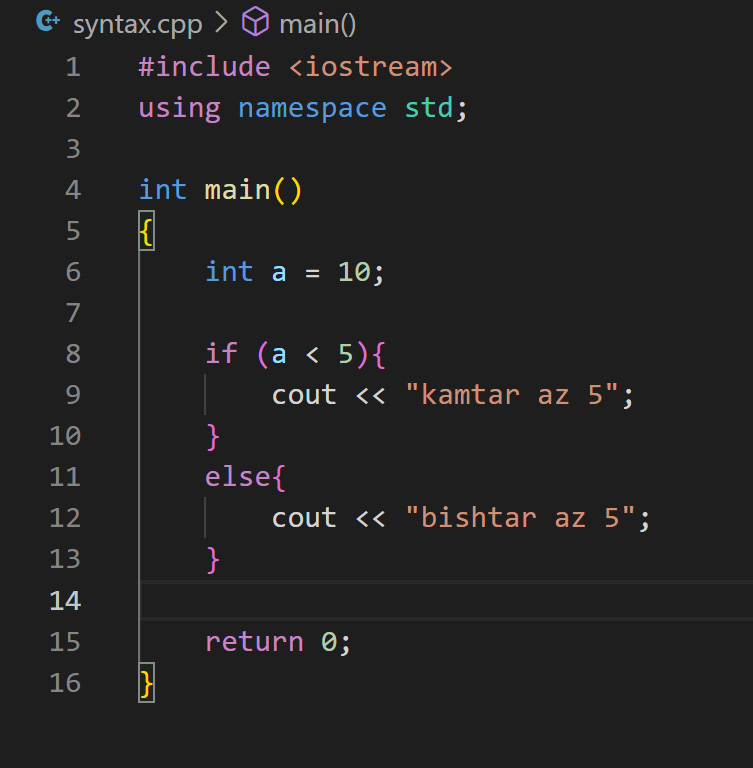 syntax.cpp > main()
1 #include <iostream>
2 using namespace std;
3
4 int main()
5 {
6     int a = 10;
7
8     if (a < 5){
9         cout << "kamtar az 5";
10     }
11     else{
12         cout << "bishtar az 5";
13     }
14
15     return 0;
16 }